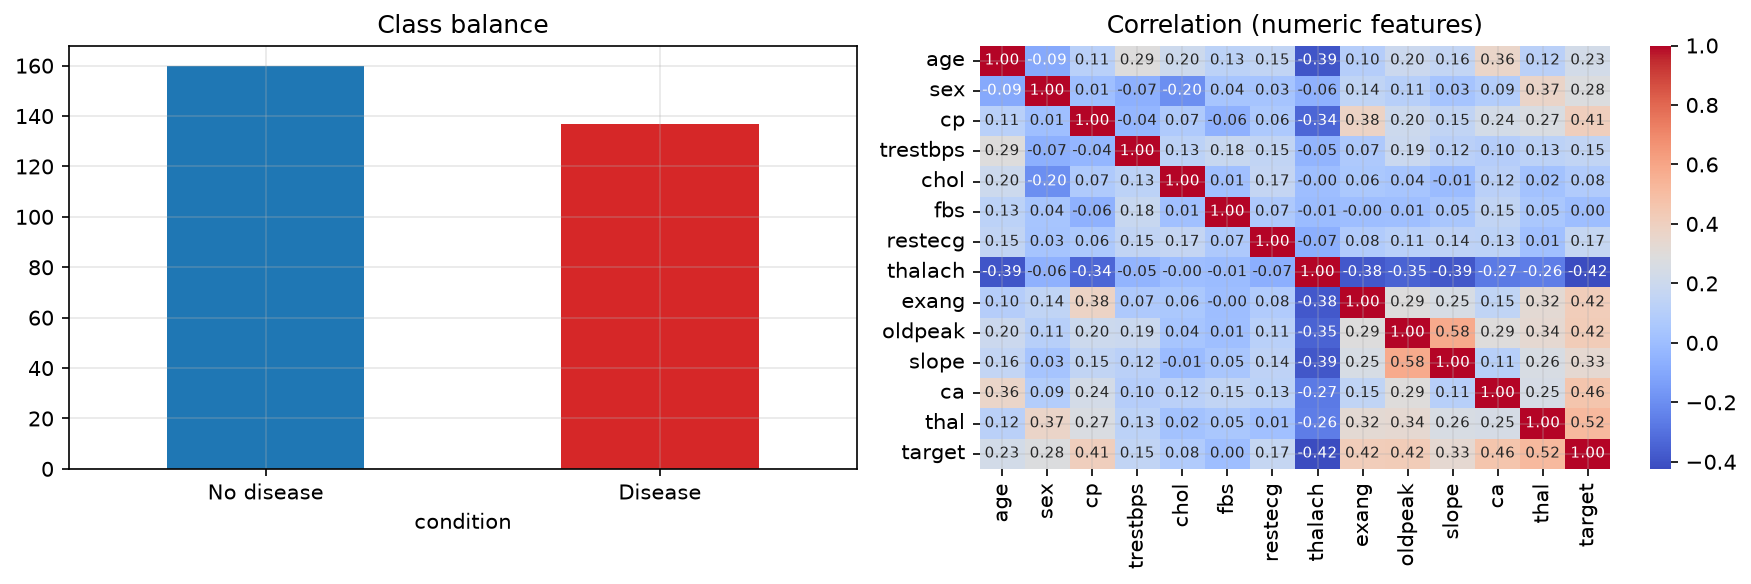 Class balance
160
140
120
100
80
60
40
20
0
No disease
Disease
condition
Correlation (numeric features)
age 1.00 -0.09 0.11 0.29 0.20 0.13 0.15 -0.39 0.10 0.20 0.16 0.36 0.12 0.23
sex -0.09 1.00 0.01 -0.07 -0.20 0.04 0.03 -0.06 0.14 0.11 0.03 0.09 0.37 0.28
cp 0.11 0.01 1.00 -0.04 0.07 -0.06 0.06 -0.34 0.38 0.20 0.15 0.24 0.27 0.41
trestbps 0.29 -0.07 -0.04 1.00 0.13 0.18 0.15 -0.05 0.07 0.19 0.12 0.10 0.13 0.15
chol 0.20 -0.20 0.07 0.13 1.00 0.01 0.17 -0.00 0.06 0.04 -0.01 0.12 0.02 0.08
fbs 0.13 0.04 -0.06 0.18 0.01 1.00 0.07 -0.01 -0.00 0.01 0.05 0.15 0.05 0.00
restecg 0.15 0.03 0.06 0.15 0.17 0.07 1.00 -0.07 0.08 0.11 0.14 0.13 0.01 0.17
thalach -0.39 -0.06 -0.34 -0.05 -0.00 -0.01 -0.07 1.00 -0.38 -0.35 -0.39 -0.27 -0.26 -0.42
exang 0.10 0.14 0.38 0.07 0.06 -0.00 0.08 -0.38 1.00 0.29 0.25 0.15 0.32 0.42
oldpeak 0.20 0.11 0.20 0.19 0.04 0.01 0.11 -0.35 0.29 1.00 0.58 0.29 0.34 0.42
slope 0.16 0.03 0.15 0.12 -0.01 0.05 0.14 -0.39 0.25 0.58 1.00 0.11 0.26 0.33
ca 0.36 0.09 0.24 0.10 0.12 0.15 0.13 -0.27 0.15 0.29 0.11 1.00 0.25 0.46
thal 0.12 0.37 0.27 0.13 0.02 0.05 0.01 -0.26 0.32 0.34 0.26 0.25 1.00 0.52
target 0.23 0.28 0.41 0.15 0.08 0.00 0.17 -0.42 0.42 0.42 0.33 0.46 0.52 1.00
age
sex
cp
trestbps
chol
fbs
restecg
thalach
exang
oldpeak
slope
ca
thal
target
1.0
0.8
0.6
0.4
0.2
0.0
−0.2
−0.4